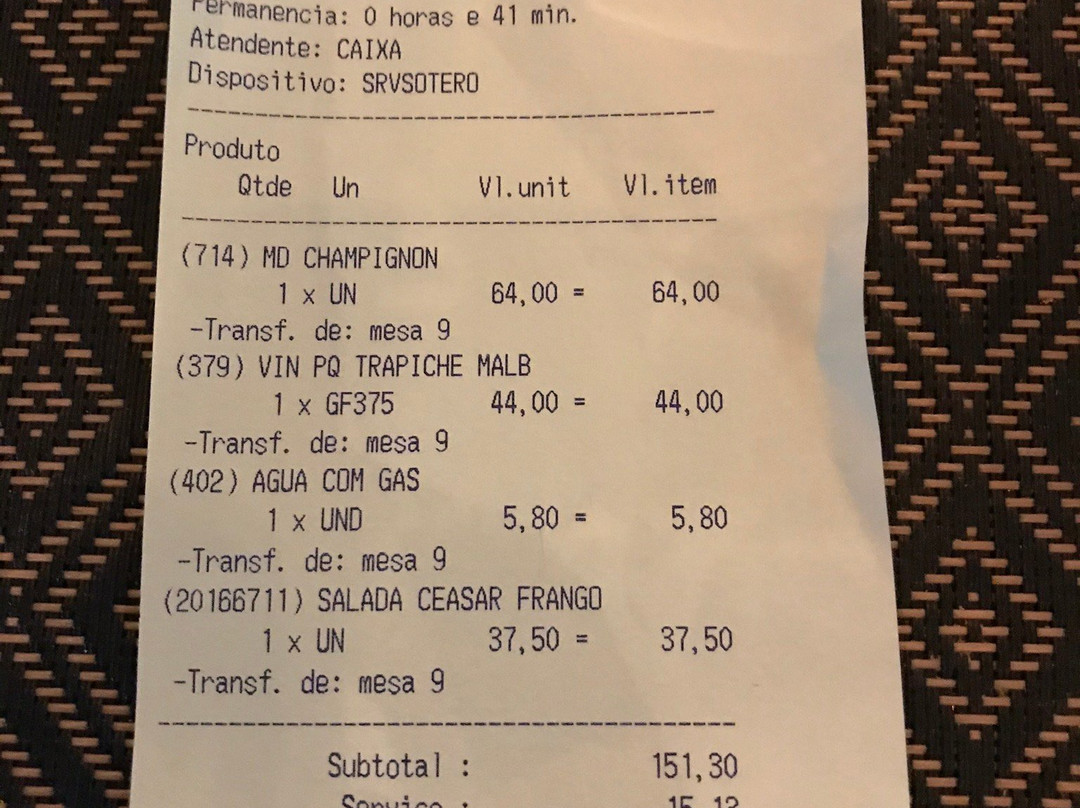 Permanencia: 0 horas e 41 min.
Atendente: CAIXA
Dispositivo: SRVSOTERO
Produto
Qtde Un Vl.unit Vl.item
(714) MD CHAMPIGNON
1 x UN 64,00 = 64,00
-Transf. de: mesa 9
(379) VIN PQ TRAPICHE MALB
1 x GF375 44,00 = 44,00
-Transf. de: mesa 9
(402) AGUA COM GAS
1 x UND 5,80 = 5,80
-Transf. de: mesa 9
(20166711) SALADA CEASAR FRANGO
1 x UN 37,50 = 37,50
-Transf. de: mesa 9
Subtotal : 151,30